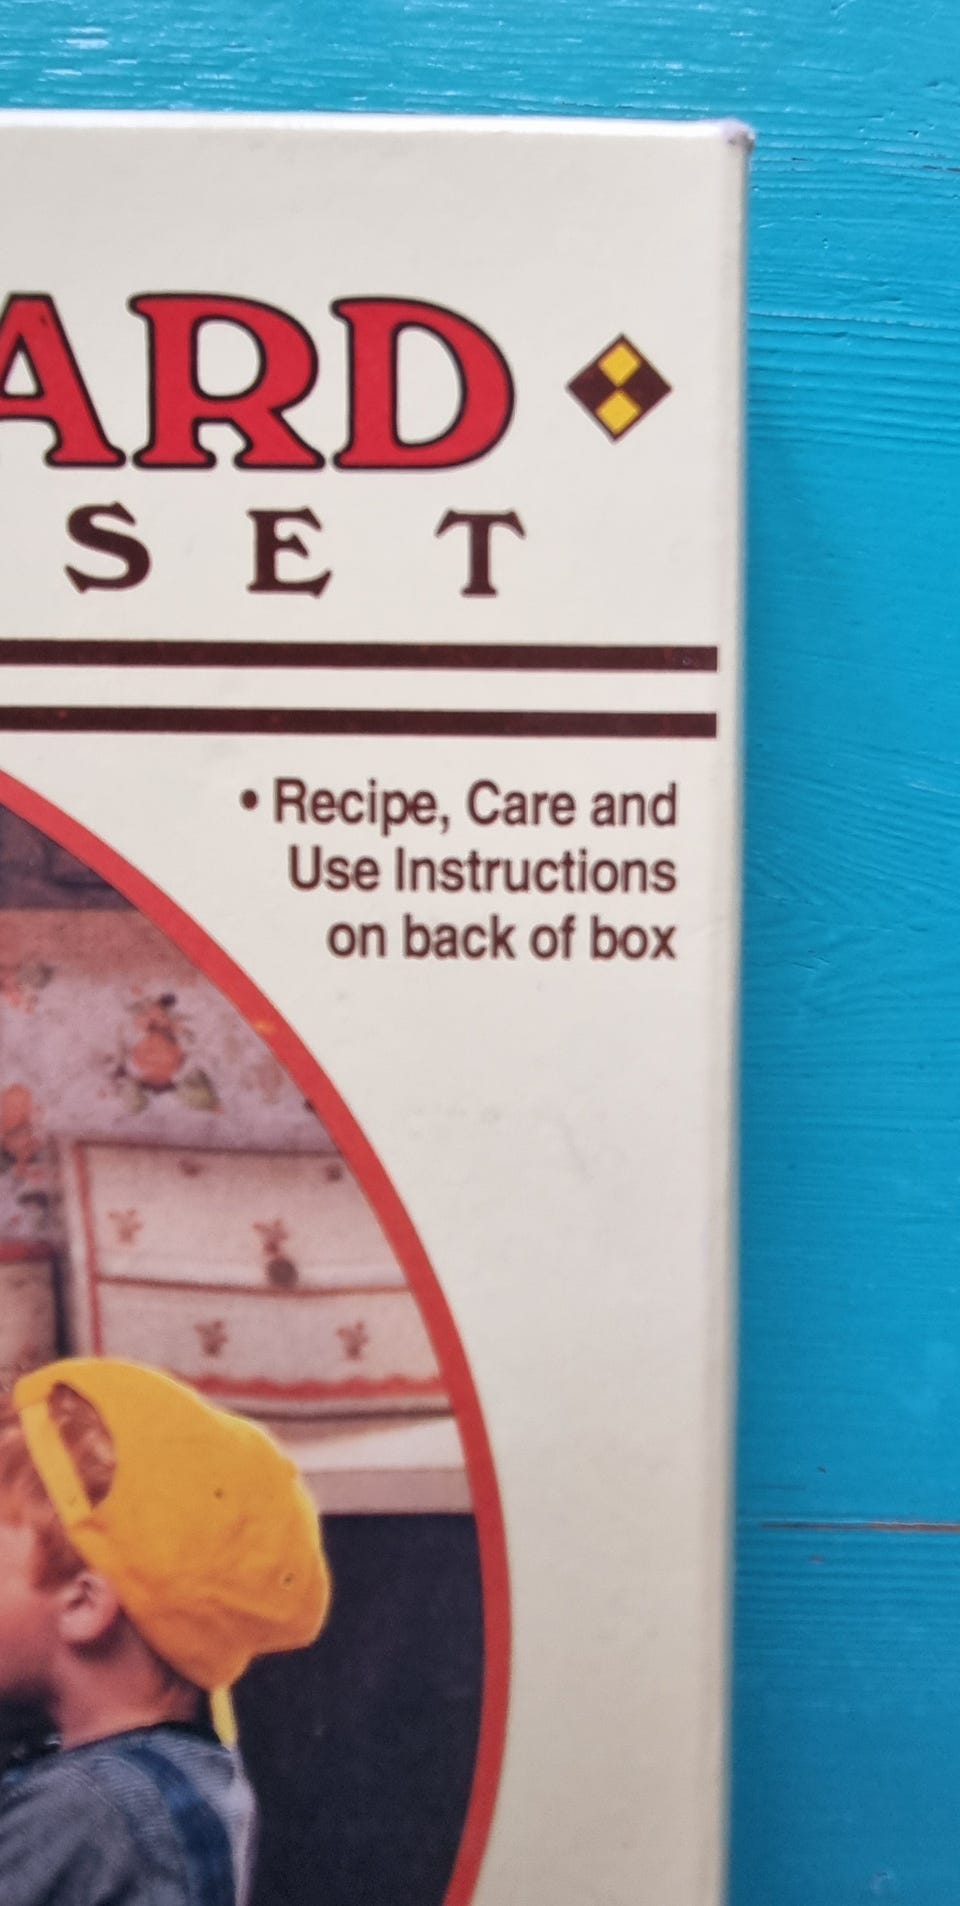 ARD
SET
• Recipe, Care and
Use Instructions
on back of box